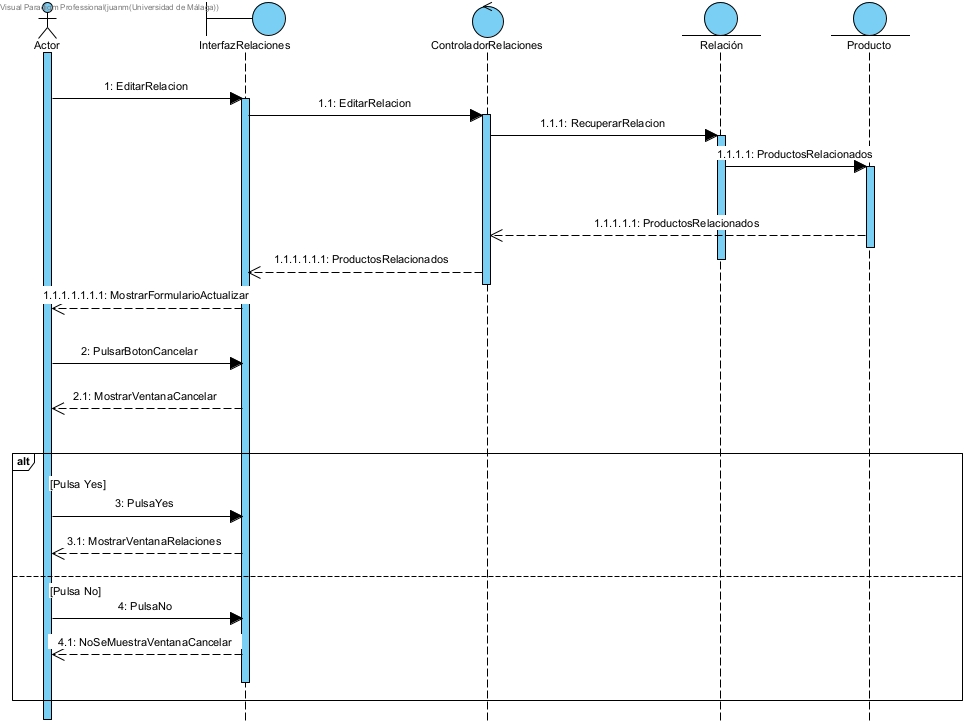 Visual Paradigm Professional(juanm(Universidad de Málaga))
Actor
InterfazRelaciones
ControladorRelaciones
Relación
Producto
1: EditarRelacion
1.1: EditarRelacion
1.1.1: RecuperarRelacion
1.1.1.1: ProductosRelacionados
1.1.1.1.1: ProductosRelacionados
1.1.1.1.1.1: ProductosRelacionados
1.1.1.1.1.1.1: MostrarFormularioActualizar
2: PulsarBotonCancelar
2.1: MostrarVentanaCancelar
alt
[Pulsa Yes]
3: PulsaYes
3.1: MostrarVentanaRelaciones
[Pulsa No]
4: PulsaNo
4.1: NoSeMuestraVentanaCancelar